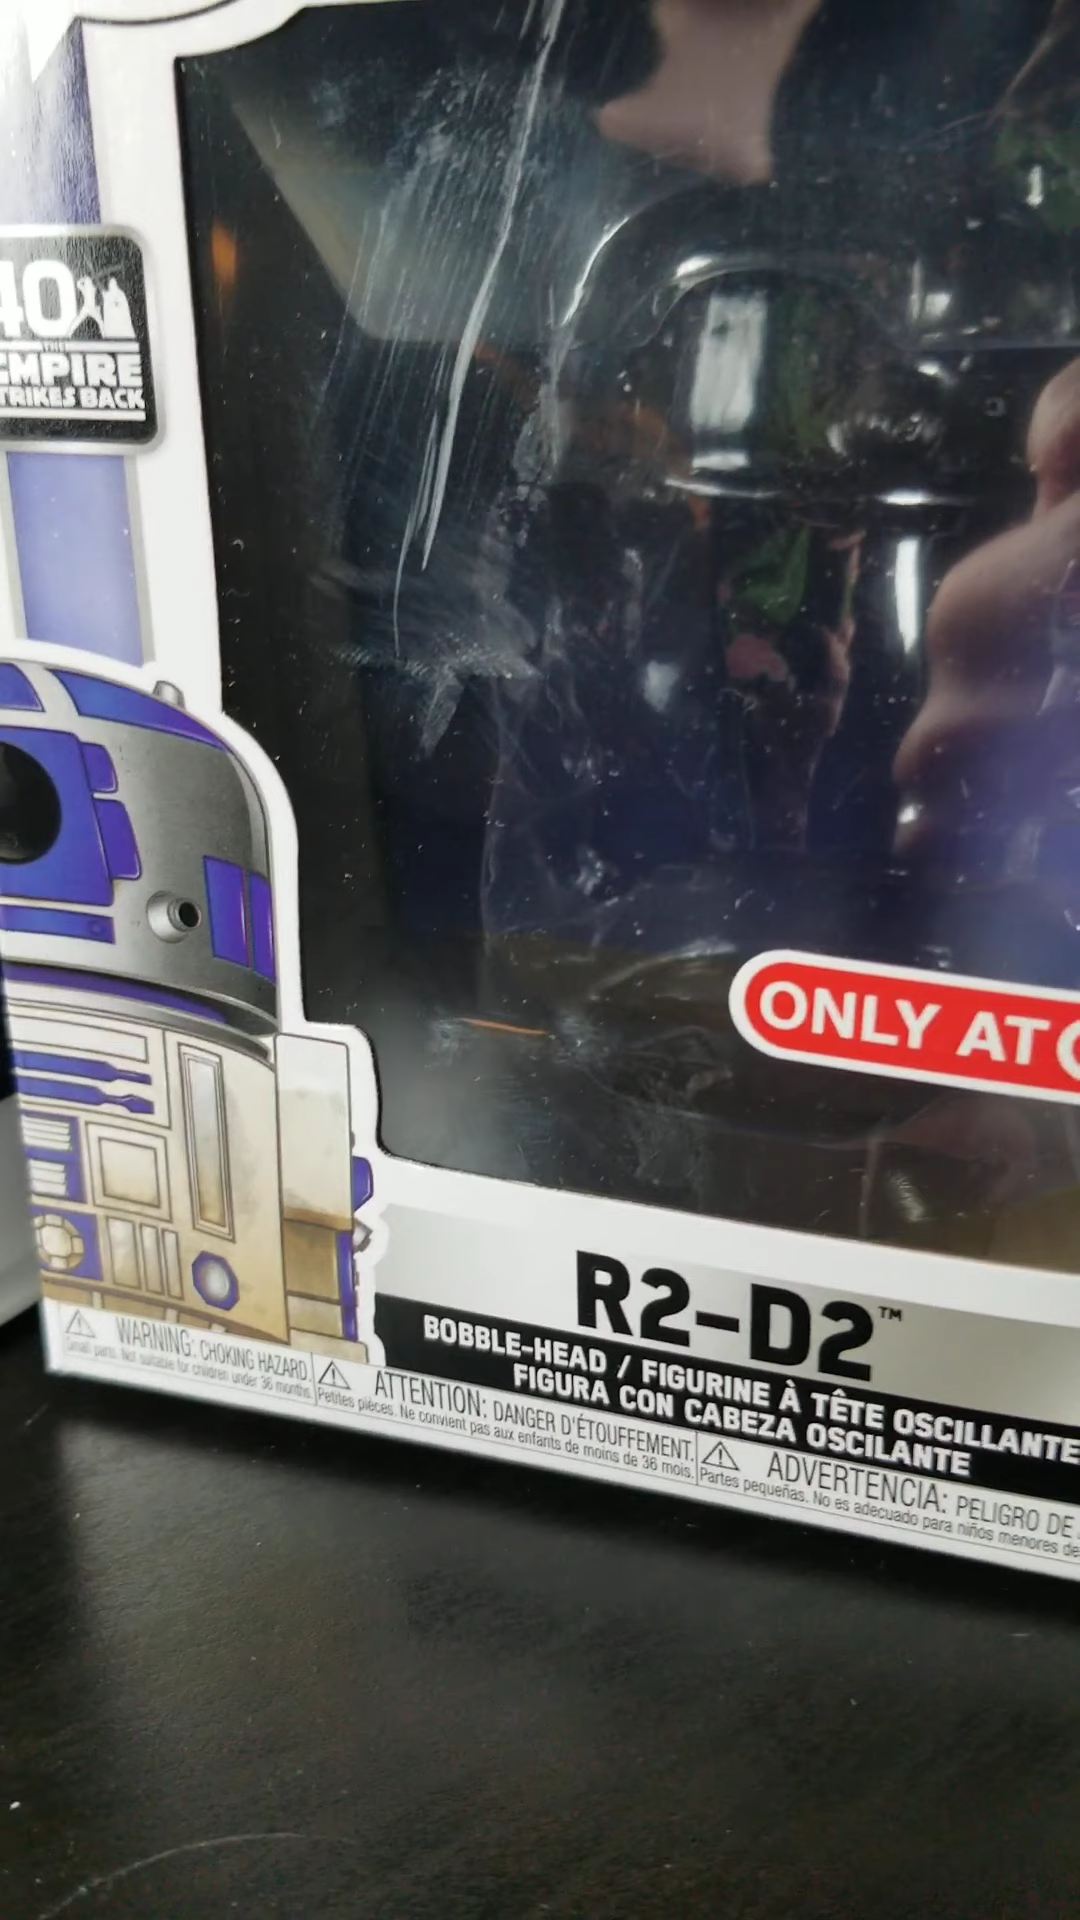 40
THE
EMPIRE
STRIKES BACK
ONLY AT
R2-D2™
BOBBLE-HEAD / FIGURINE À TÊTE OSCILLANTE
FIGURA CON CABEZA OSCILANTE
WARNING: CHOKING HAZARD.
Small parts. Not suitable for children under 36 months.
ATTENTION: DANGER D'ÉTOUFFEMENT.
Petites pièces. Ne convient pas aux enfants de moins de 36 mois.
ADVERTENCIA: PELIGRO DE
Partes pequeñas. No es adecuado para niños menores de